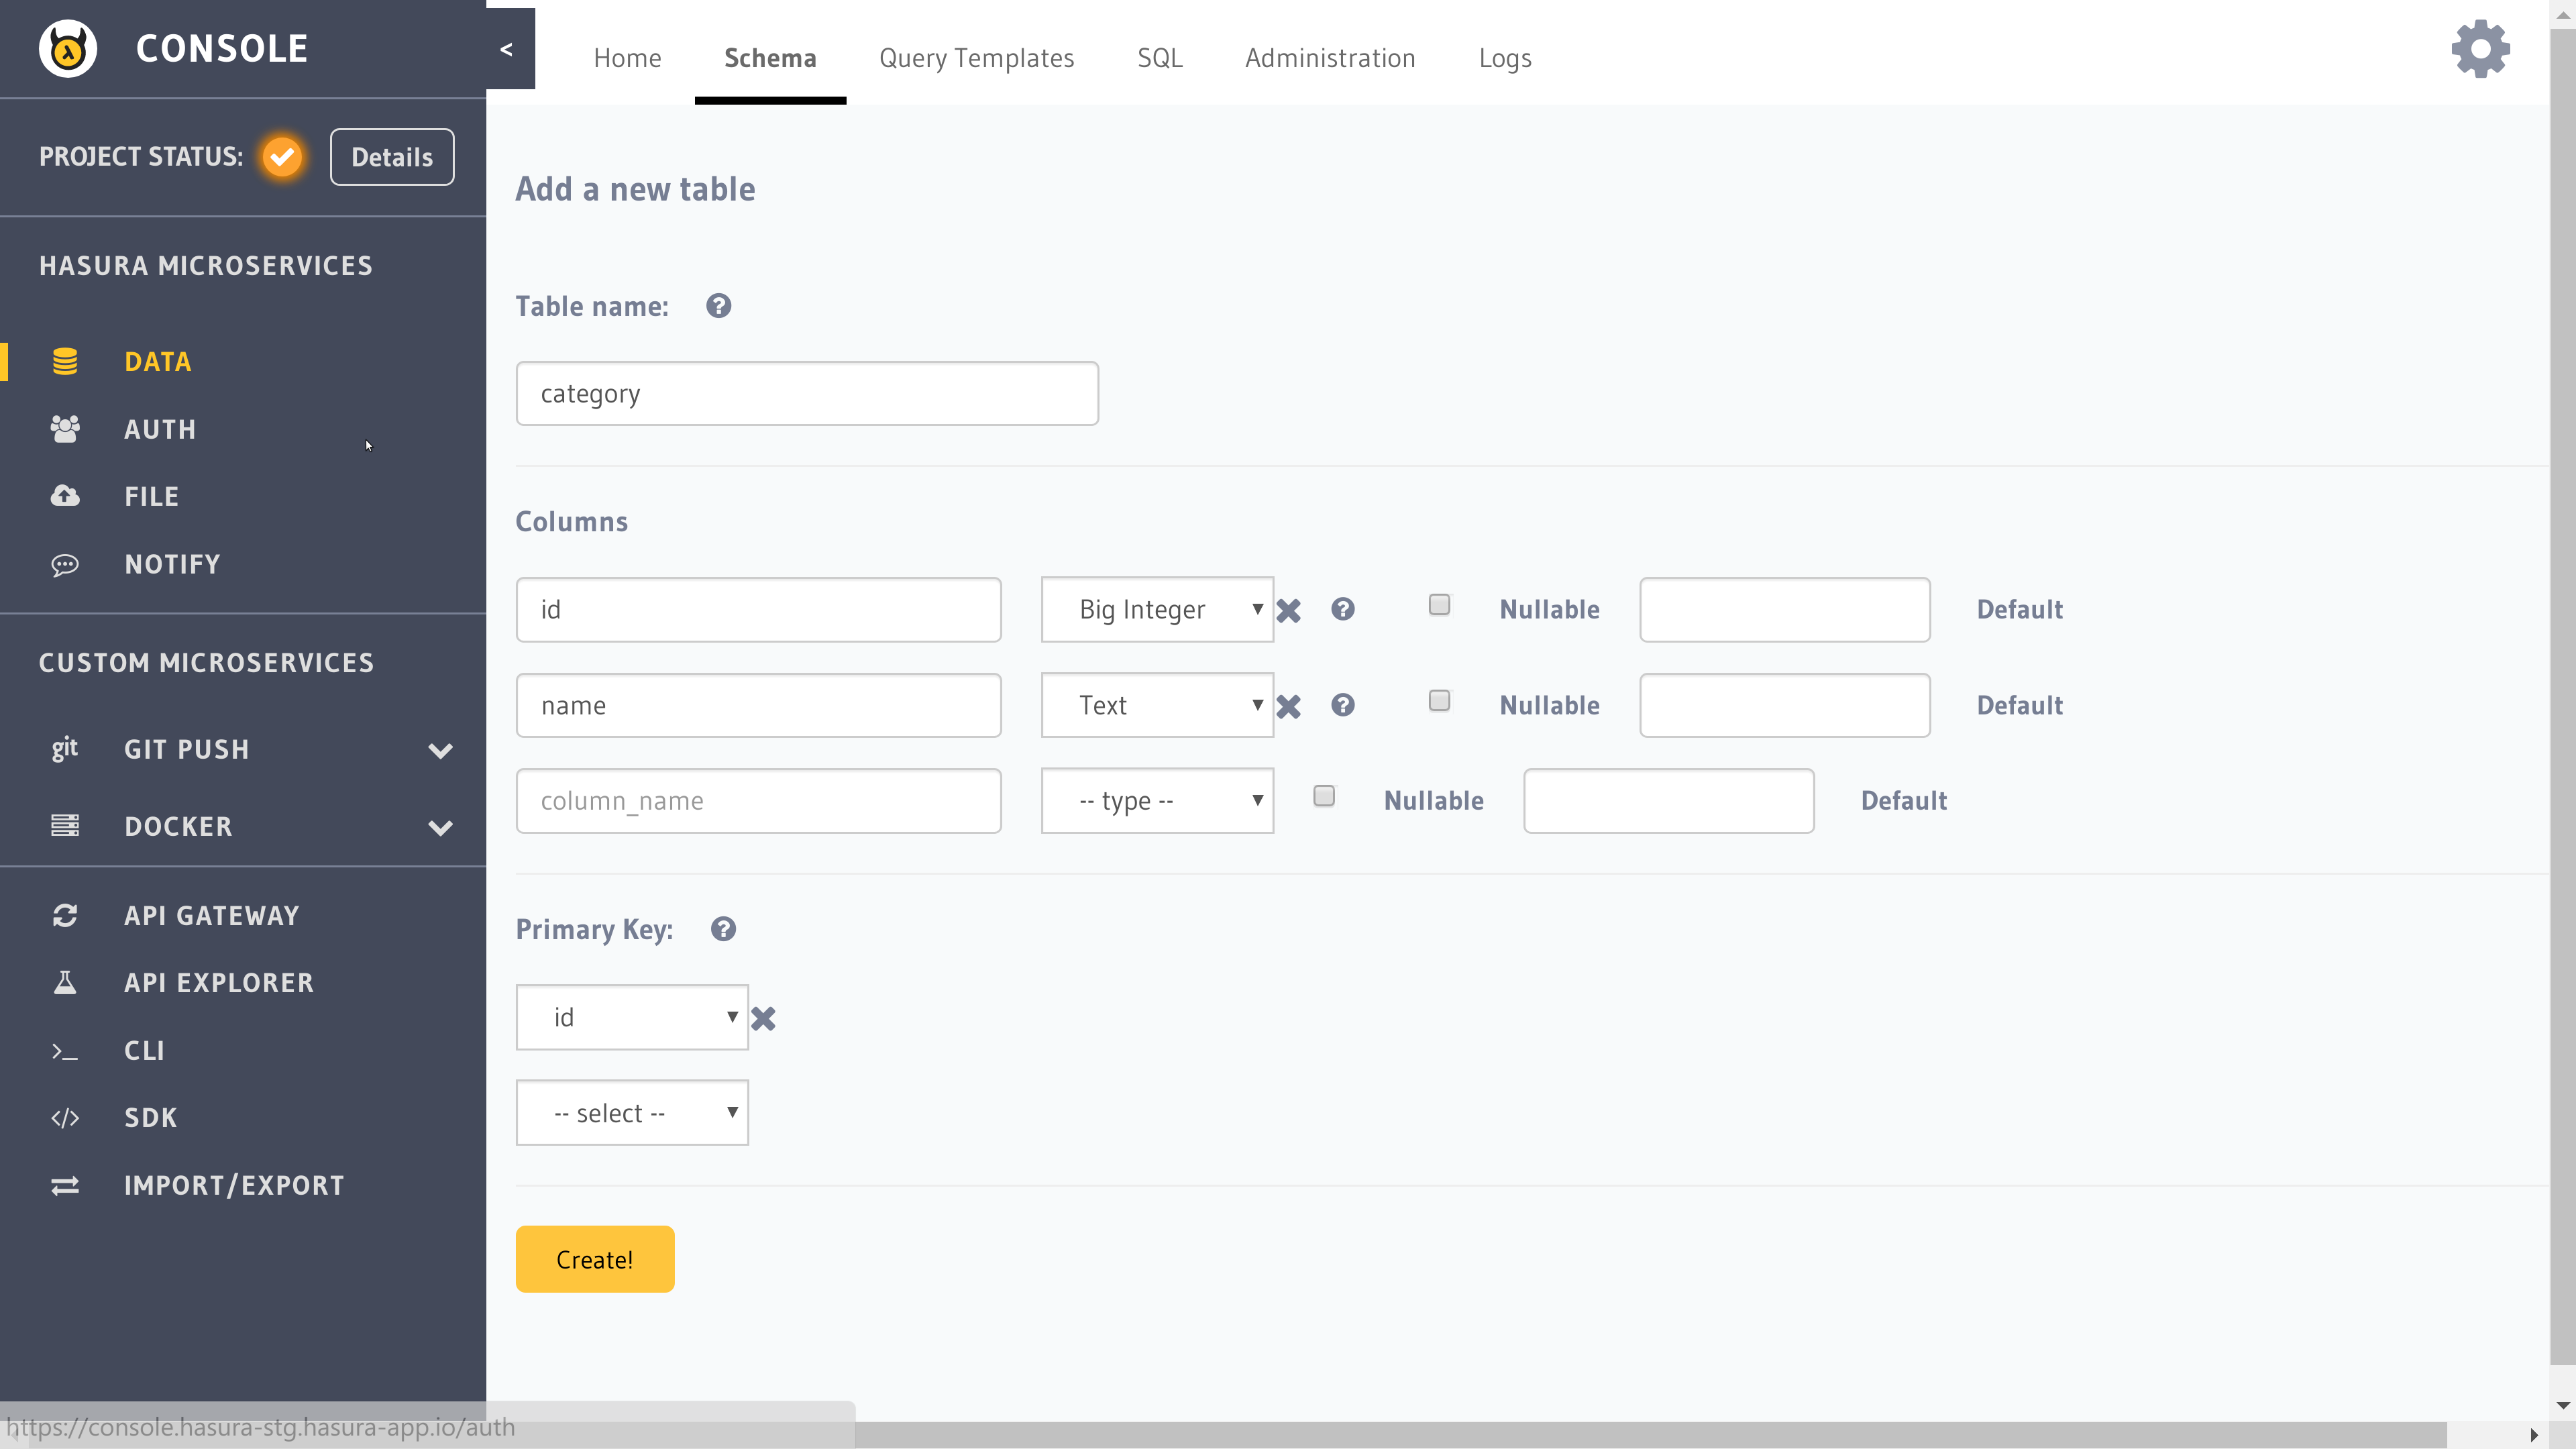 CONSOLE
<
Home Schema Query Templates SQL Administration Logs
PROJECT STATUS: Details
HASURA MICROSERVICES
DATA
AUTH
FILE
NOTIFY
CUSTOM MICROSERVICES
git GIT PUSH
DOCKER
API GATEWAY
API EXPLORER
CLI
SDK
IMPORT/EXPORT
https://console.hasura-stg.hasura-app.io/auth
Add a new table
Table name: ?
category
Columns
id Big Integer ? Nullable Default
name Text ? Nullable Default
column_name -- type -- Nullable Default
Primary Key: ?
id
-- select --
Create!